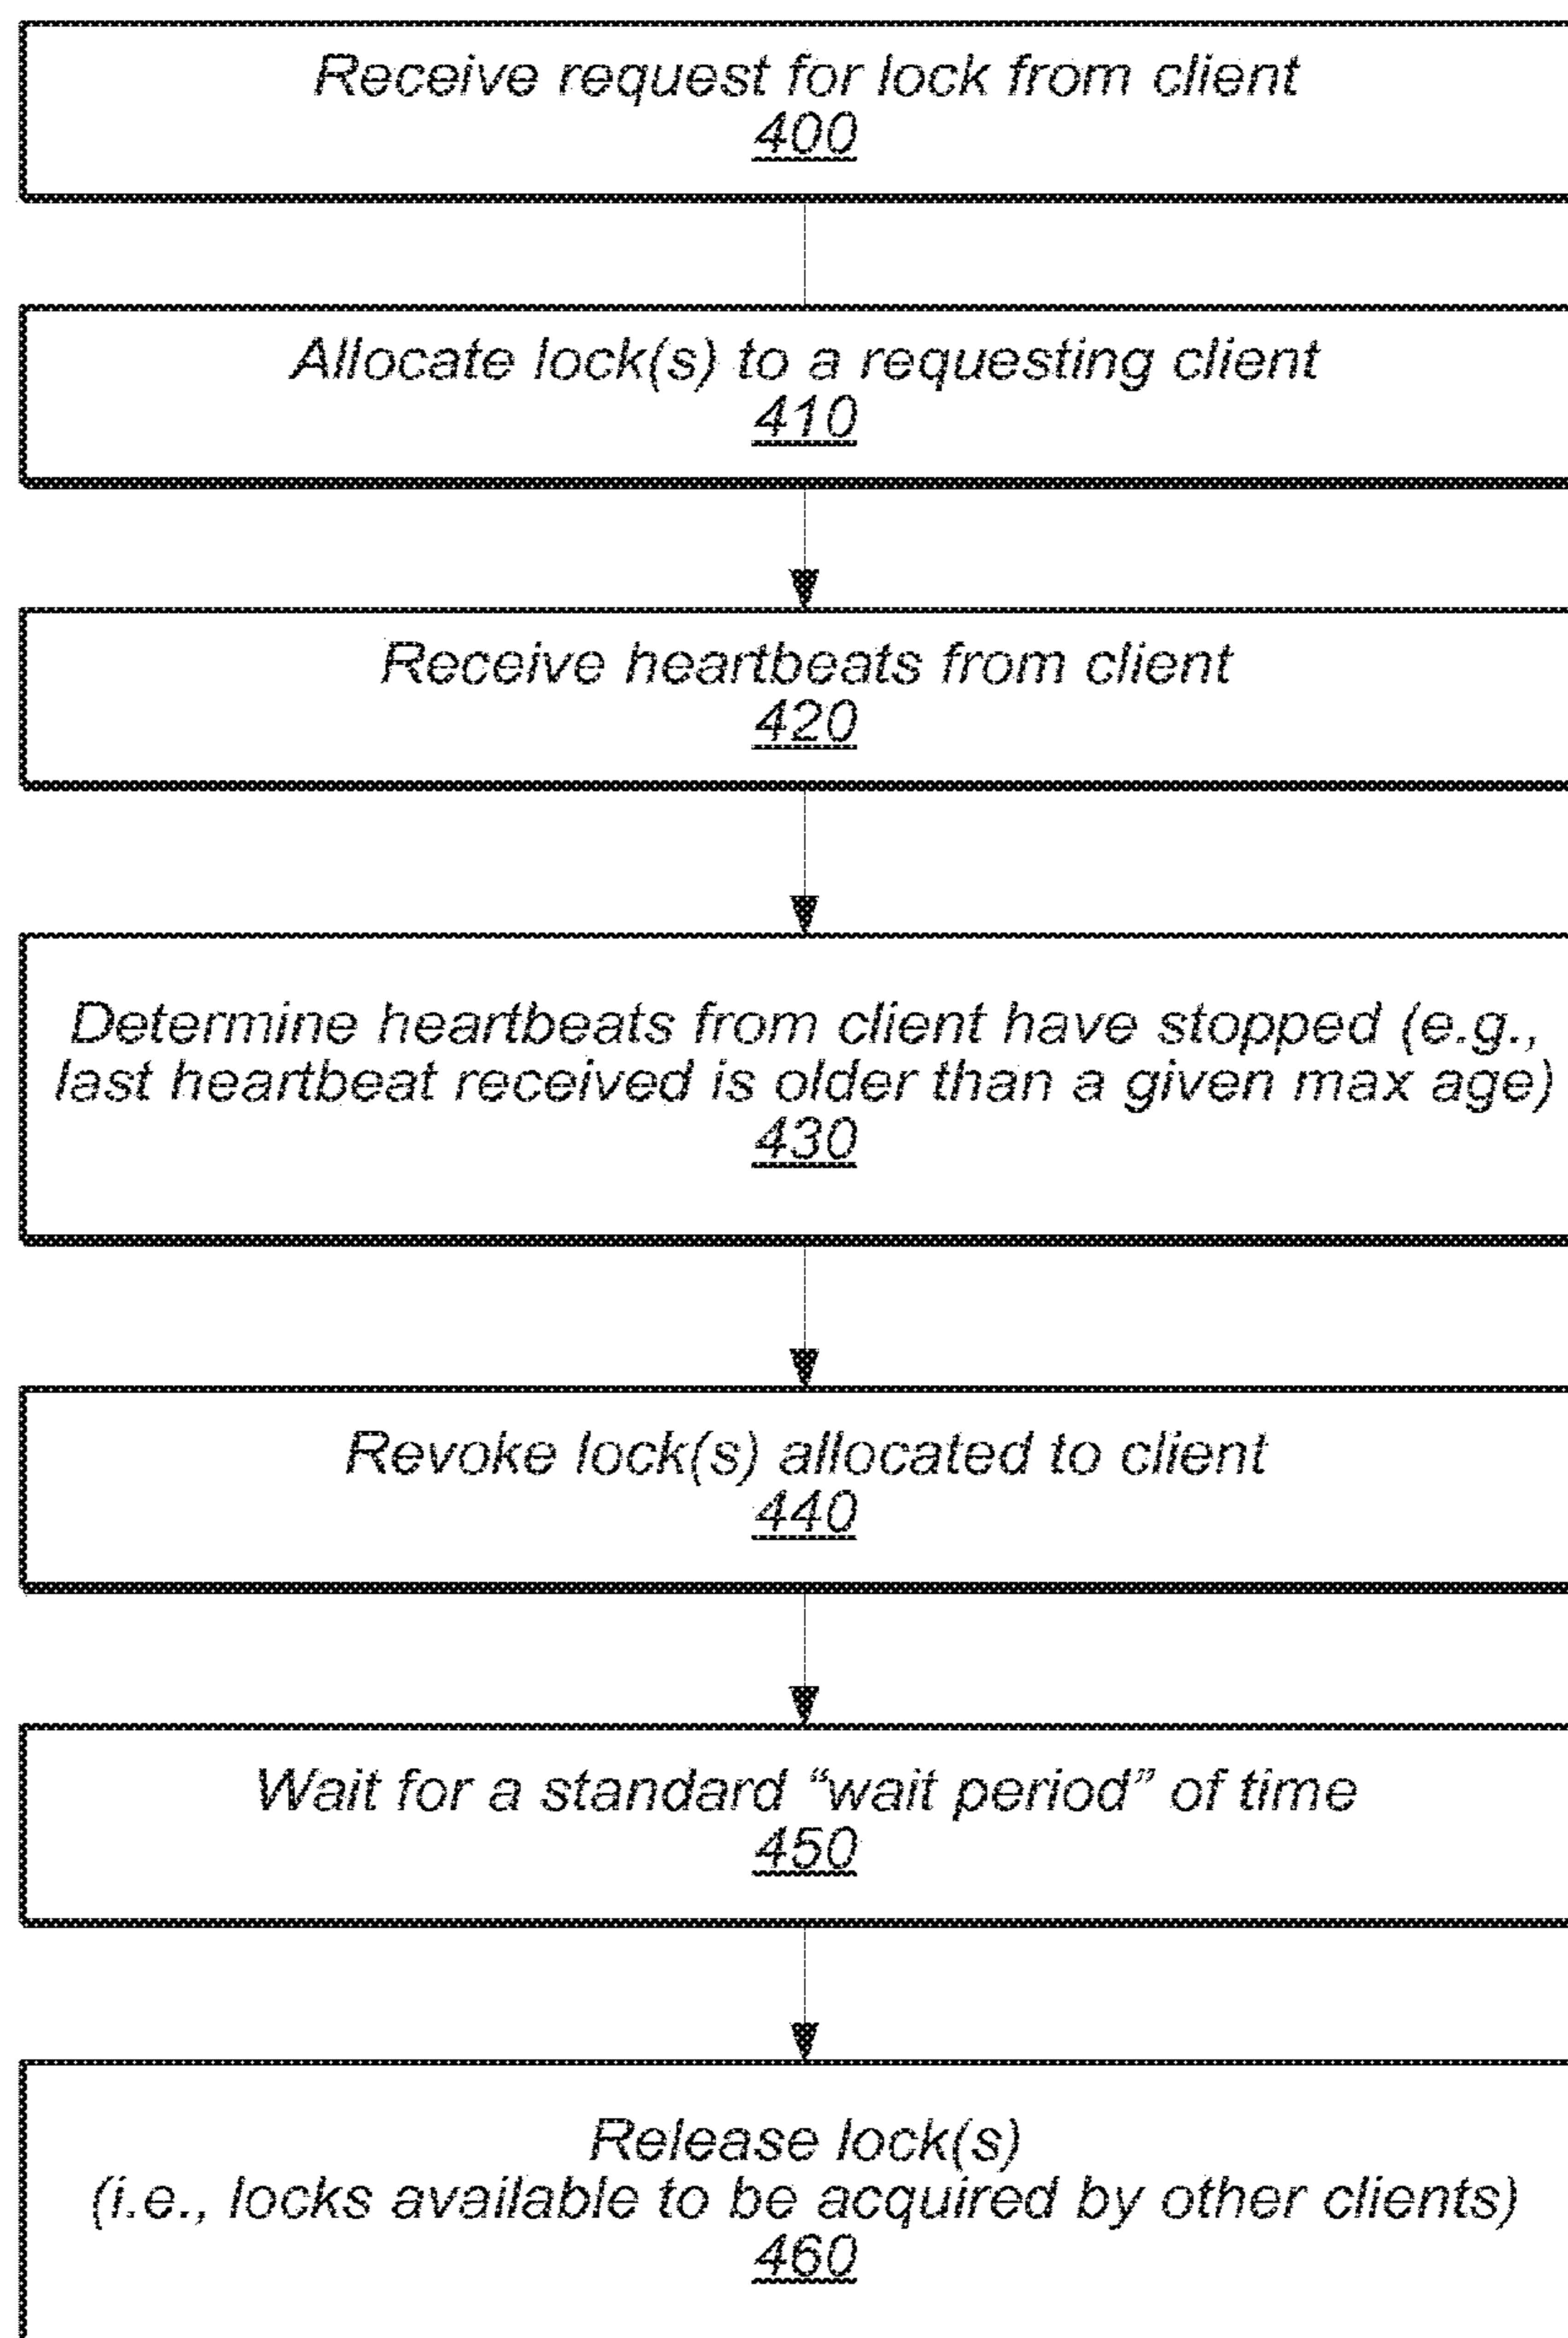 Receive request for lock from client
400
Allocate lock(s) to a requesting client
410
Receive heartbeats from client
420
Determine heartbeats from client have stopped (e.g.,
last heartbeat received is older than a given max age)
430
Revoke lock(s) allocated to client
440
Wait for a standard “wait period” of time
450
Release lock(s)
(i.e., locks available to be acquired by other clients)
460